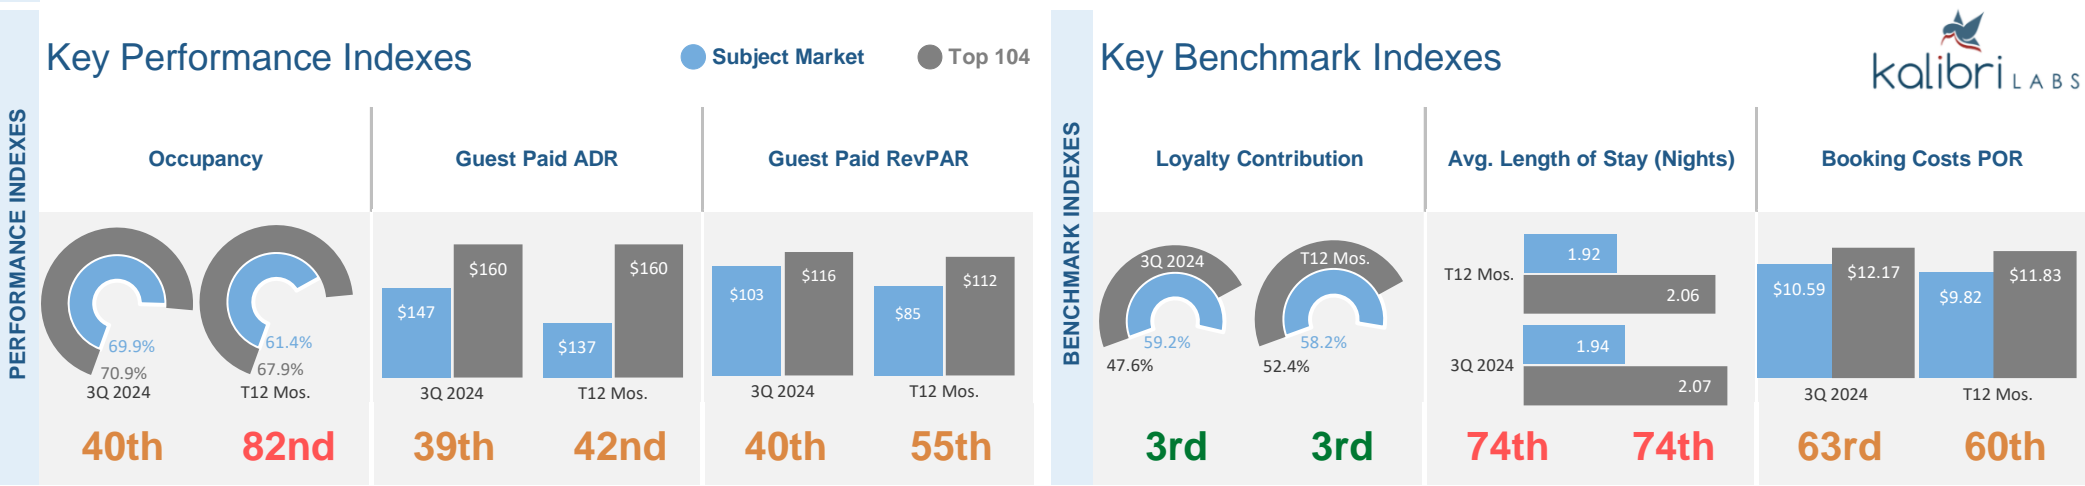 PERFORMANCE INDEXES
Key Performance Indexes
Subject Market
Top 104
Occupancy
Guest Paid ADR
Guest Paid RevPAR
69.9%
70.9%
3Q 2024
61.4%
67.9%
T12 Mos.
$147
$160
3Q 2024
$137
$160
T12 Mos.
$103
$116
3Q 2024
$85
$112
T12 Mos.
40th
82nd
39th
42nd
40th
55th
BENCHMARK INDEXES
Key Benchmark Indexes
kalibri LABS
Loyalty Contribution
Avg. Length of Stay (Nights)
Booking Costs POR
3Q 2024
59.2%
47.6%
T12 Mos.
58.2%
52.4%
T12 Mos.
1.92
2.06
3Q 2024
1.94
2.07
$10.59
$12.17
3Q 2024
$9.82
$11.83
T12 Mos.
3rd
3rd
74th
74th
63rd
60th